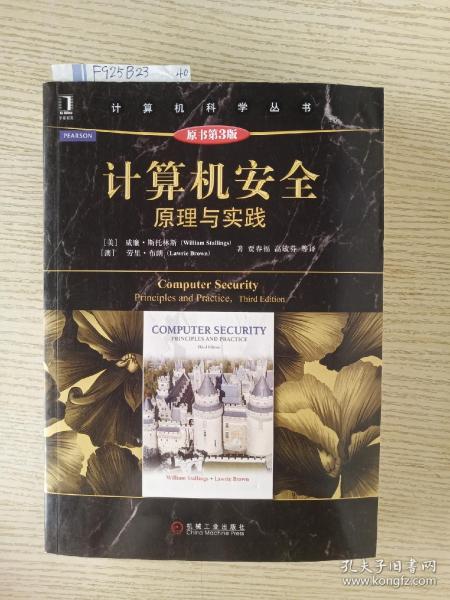 F925B23 40
计算机科学丛书
PEARSON
原书第3版
计算机安全
原理与实践
[美] 威廉·斯托林斯 (William Stallings)
[澳] 劳里·布朗 (Lawrie Brown)
著 贾春福 高敏芬 等译
Computer Security
Principles and Practice, Third Edition
COMPUTER SECURITY
PRINCIPLES AND PRACTICE
Third Edition
William Stallings • Lawrie Brown
机械工业出版社
China Machine Press
孔夫子旧书网
www.kongfz.com